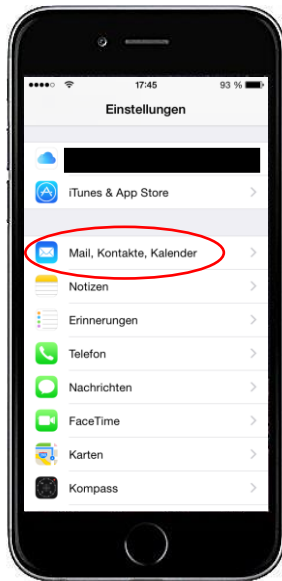 17:45
93 %
Einstellungen
iTunes & App Store
Mail, Kontakte, Kalender
Notizen
Erinnerungen
Telefon
Nachrichten
FaceTime
Karten
Kompass